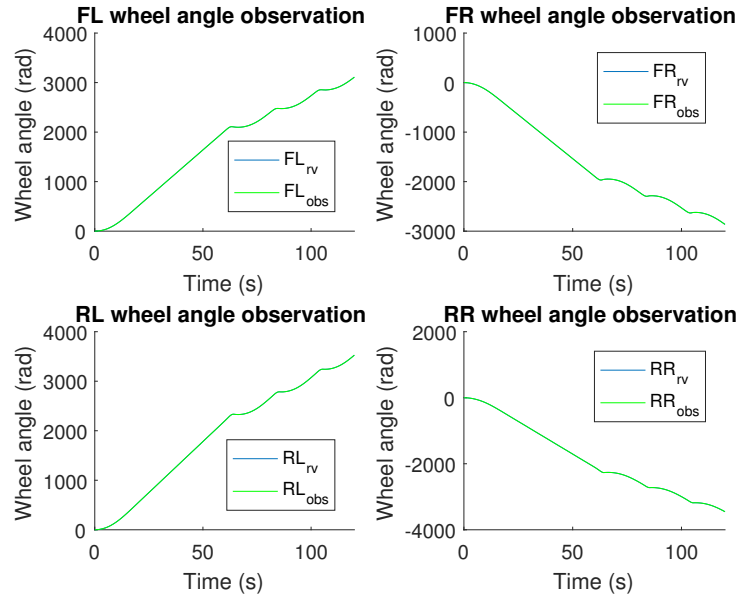 FL wheel angle observation
4000
3000
2000
1000
0
0
50
100
Wheel angle (rad)
Time (s)
FL_rv
FL_obs
FR wheel angle observation
1000
0
-1000
-2000
-3000
0
50
100
Wheel angle (rad)
Time (s)
FR_rv
FR_obs
RL wheel angle observation
4000
3000
2000
1000
0
0
50
100
Wheel angle (rad)
Time (s)
RL_rv
RL_obs
RR wheel angle observation
2000
0
-2000
-4000
0
50
100
Wheel angle (rad)
Time (s)
RR_rv
RR_obs